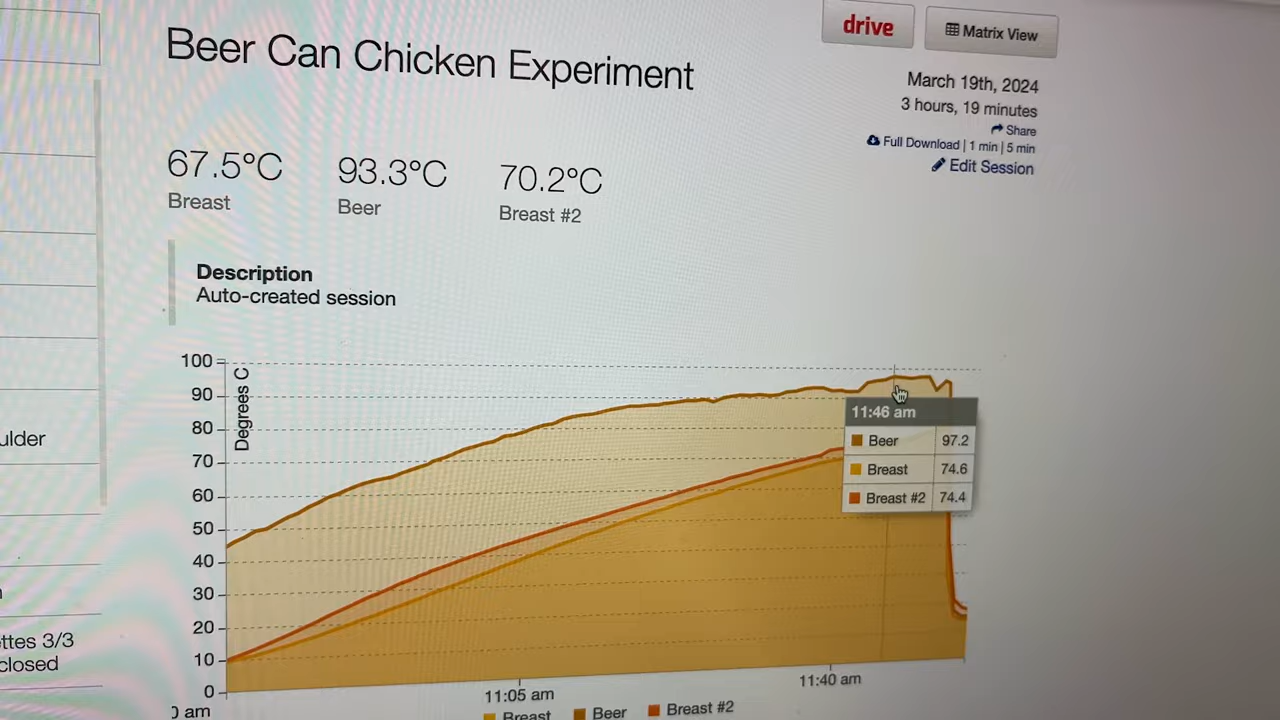 drive
Matrix View
Beer Can Chicken Experiment
March 19th, 2024
3 hours, 19 minutes
Share
Full Download | 1 min | 5 min
Edit Session
67.5°C
Breast
93.3°C
Beer
70.2°C
Breast #2
Description
Auto-created session
100
90
80
70
60
50
40
30
20
10
0
Degrees C
11:46 am
Beer 97.2
Breast 74.6
Breast #2 74.4
ulder
ttes 3/3
closed
0 am
11:05 am
11:40 am
Breast
Beer
Breast #2